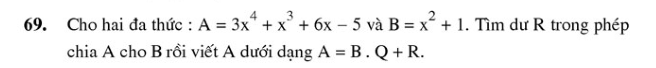 69. Cho hai đa thức : A = 3x⁴ + x³ + 6x − 5 và B = x² + 1. Tìm dư R trong phép
chia A cho B rồi viết A dưới dạng A = B . Q + R.